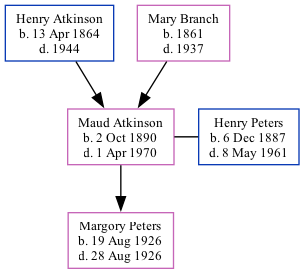 Henry Atkinson
b. 13 Apr 1864
d. 1944
Mary Branch
b. 1861
d. 1937
Maud Atkinson
b. 2 Oct 1890
d. 1 Apr 1970
Henry Peters
b. 6 Dec 1887
d. 8 May 1961
Margory Peters
b. 19 Aug 1926
d. 28 Aug 1926